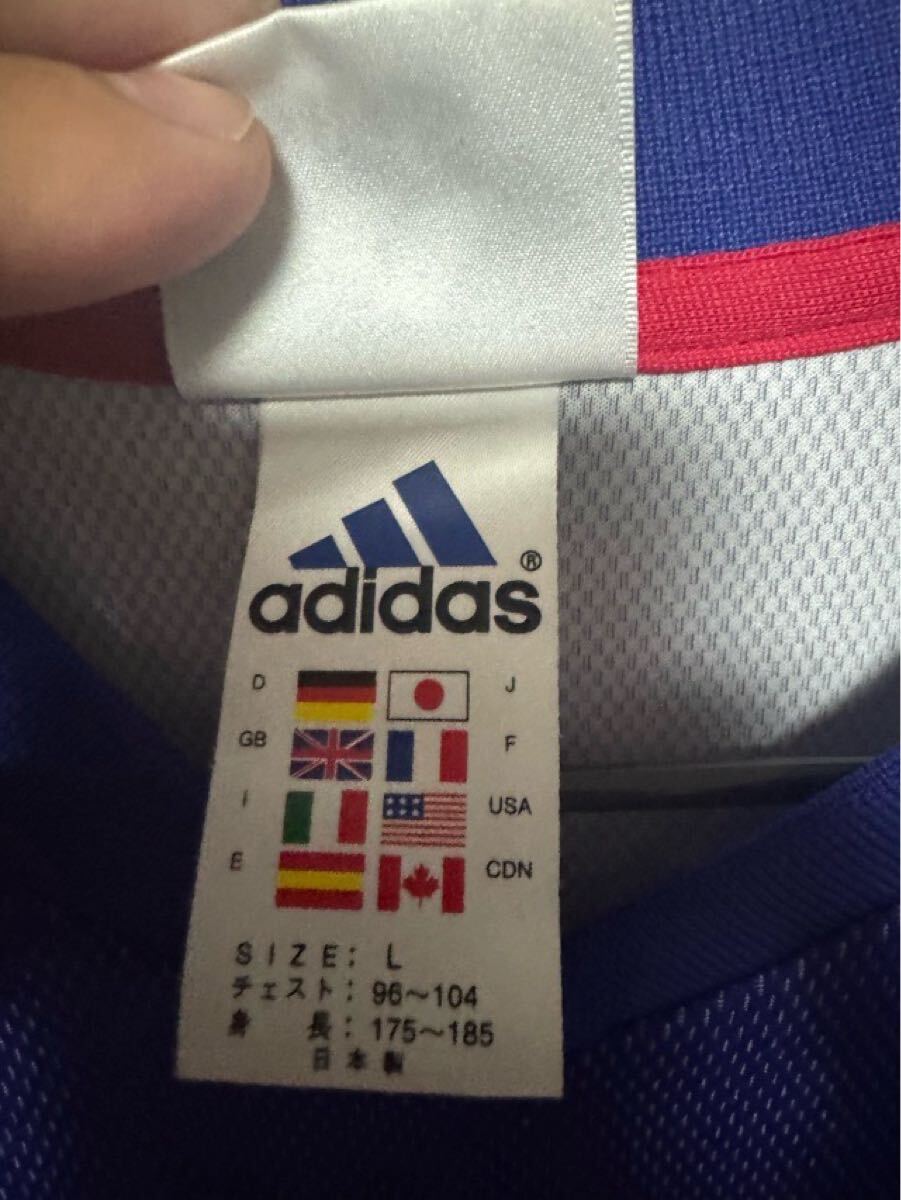 adidas®
D J
GB F
I USA
E CDN
SIZE: L
チェスト: 96〜104
身 長: 175〜185
日本製